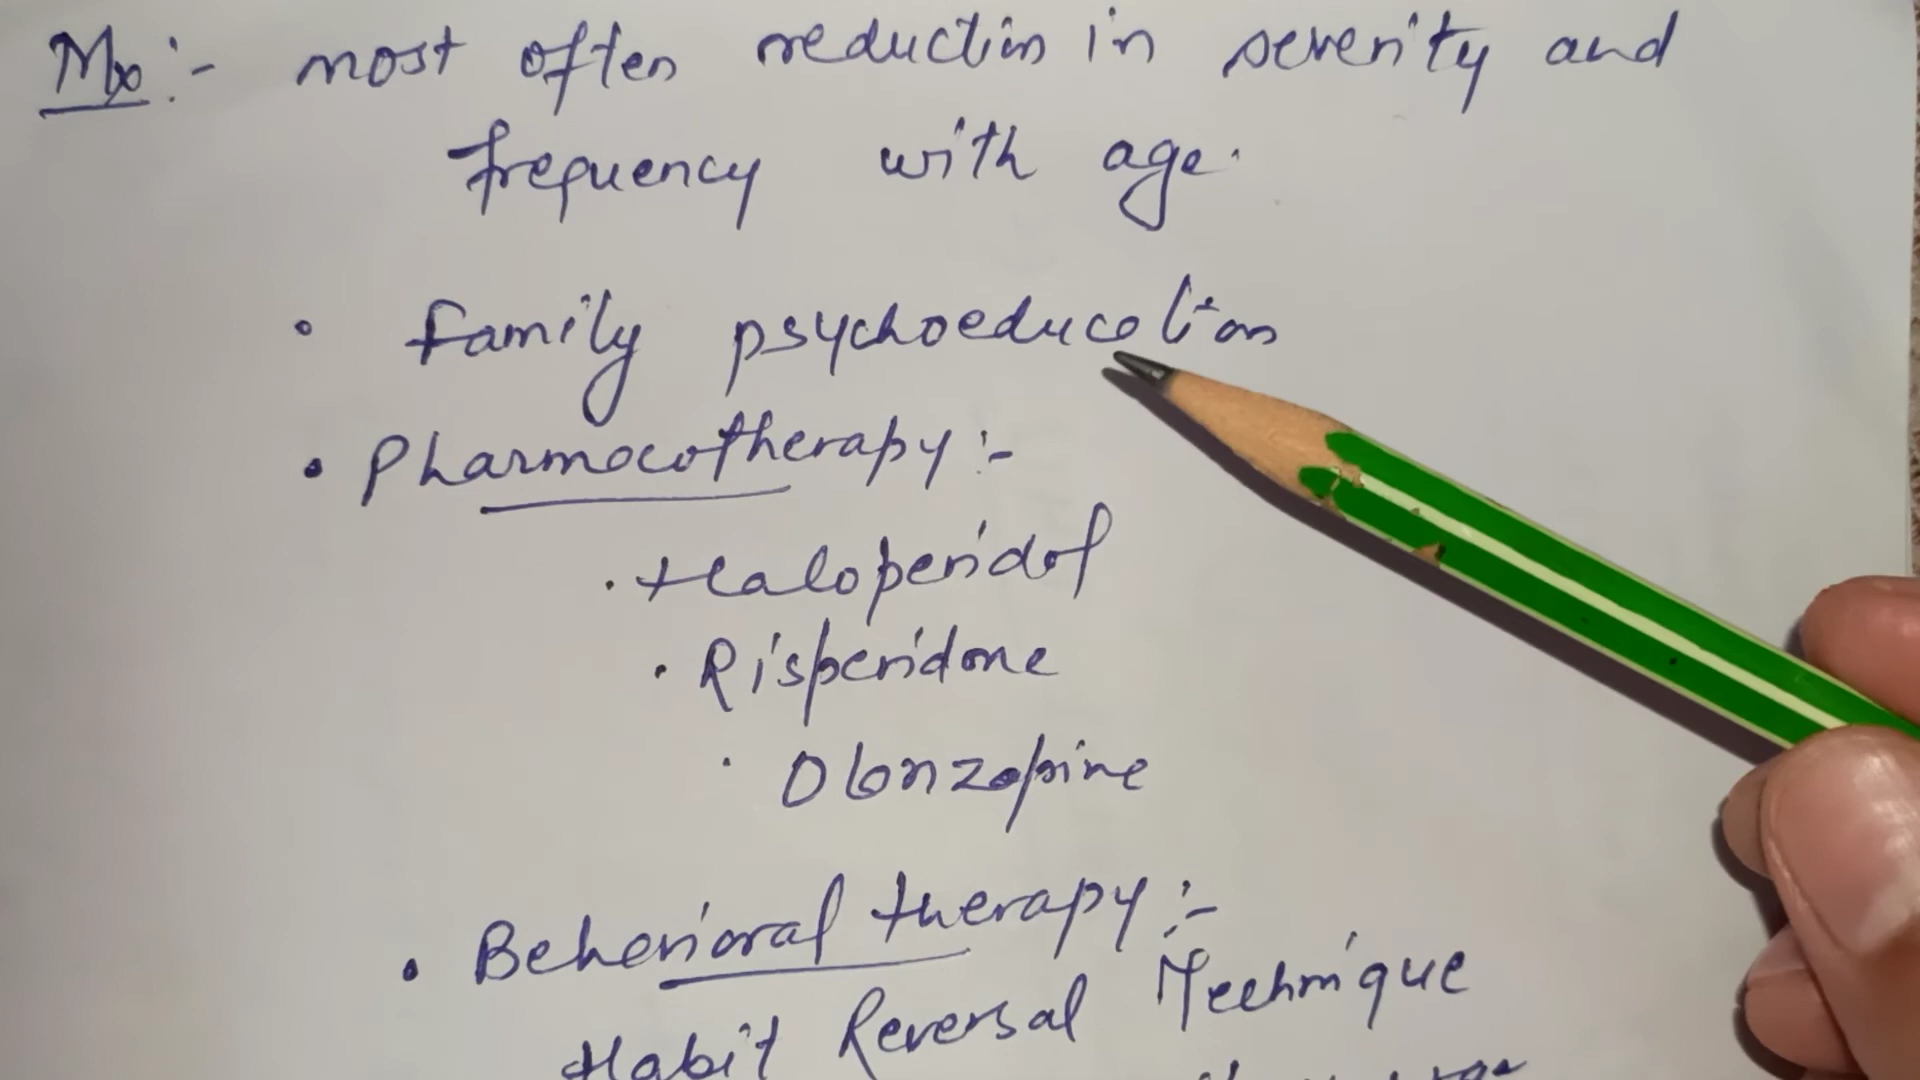 Mx:- most often reduction in severity and
frequency with age.
• family psychoeducation
• Pharmacotherapy:-
· Haloperidol
· Risperidone
· Olanzapine
• Behavioral therapy:-
Habit Reversal Technique